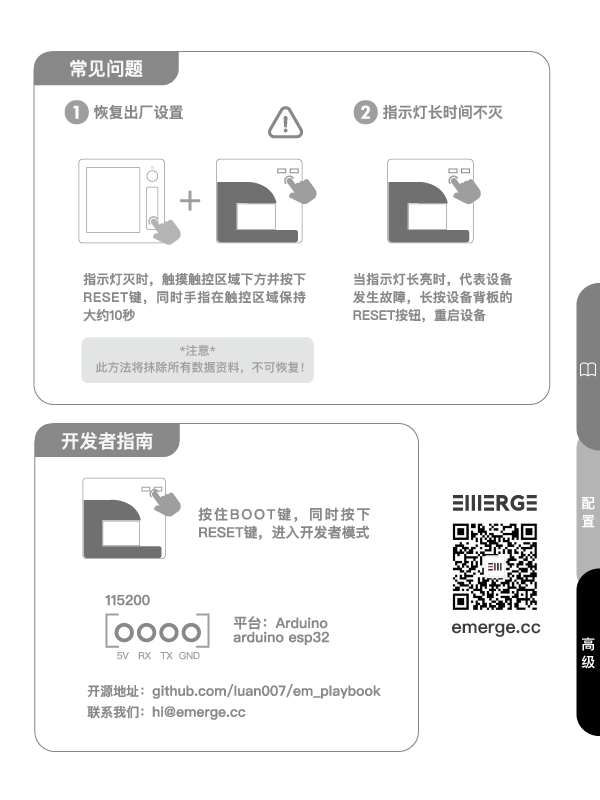 常见问题
1 恢复出厂设置
2 指示灯长时间不灭
指示灯灭时，触摸触控区域下方并按下
RESET键，同时手指在触控区域保持
大约10秒
*注意*
此方法将抹除所有数据资料，不可恢复！
当指示灯长亮时，代表设备
发生故障，长按设备背板的
RESET按钮，重启设备
开发者指南
按住BOOT键，同时按下
RESET键，进入开发者模式
115200
5V RX TX GND
平台：Arduino
arduino esp32
开源地址：github.com/luan007/em_playbook
联系我们：hi@emerge.cc
EMERGE
emerge.cc
配置
高级